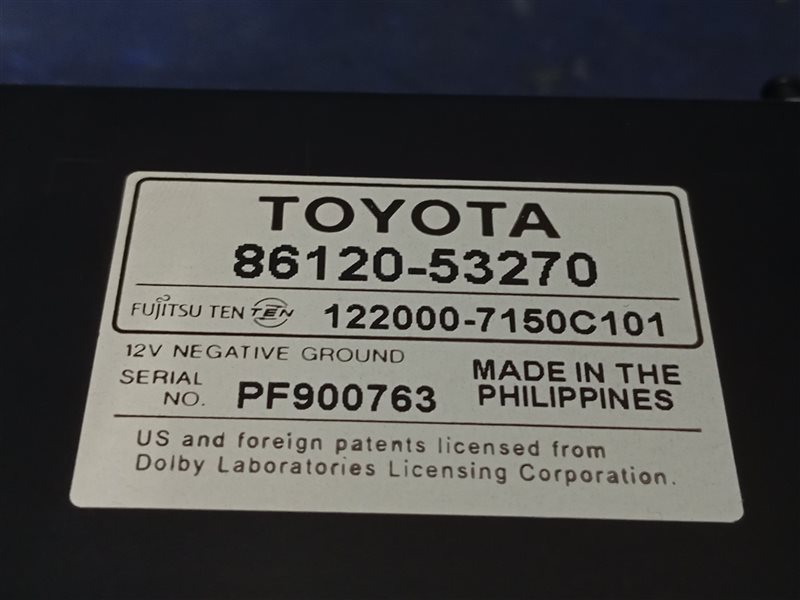 TOYOTA
86120-53270
FUJITSU TEN TEN 122000-7150C101
12V NEGATIVE GROUND
SERIAL NO. PF900763
MADE IN THE PHILIPPINES
US and foreign patents licensed from
Dolby Laboratories Licensing Corporation.